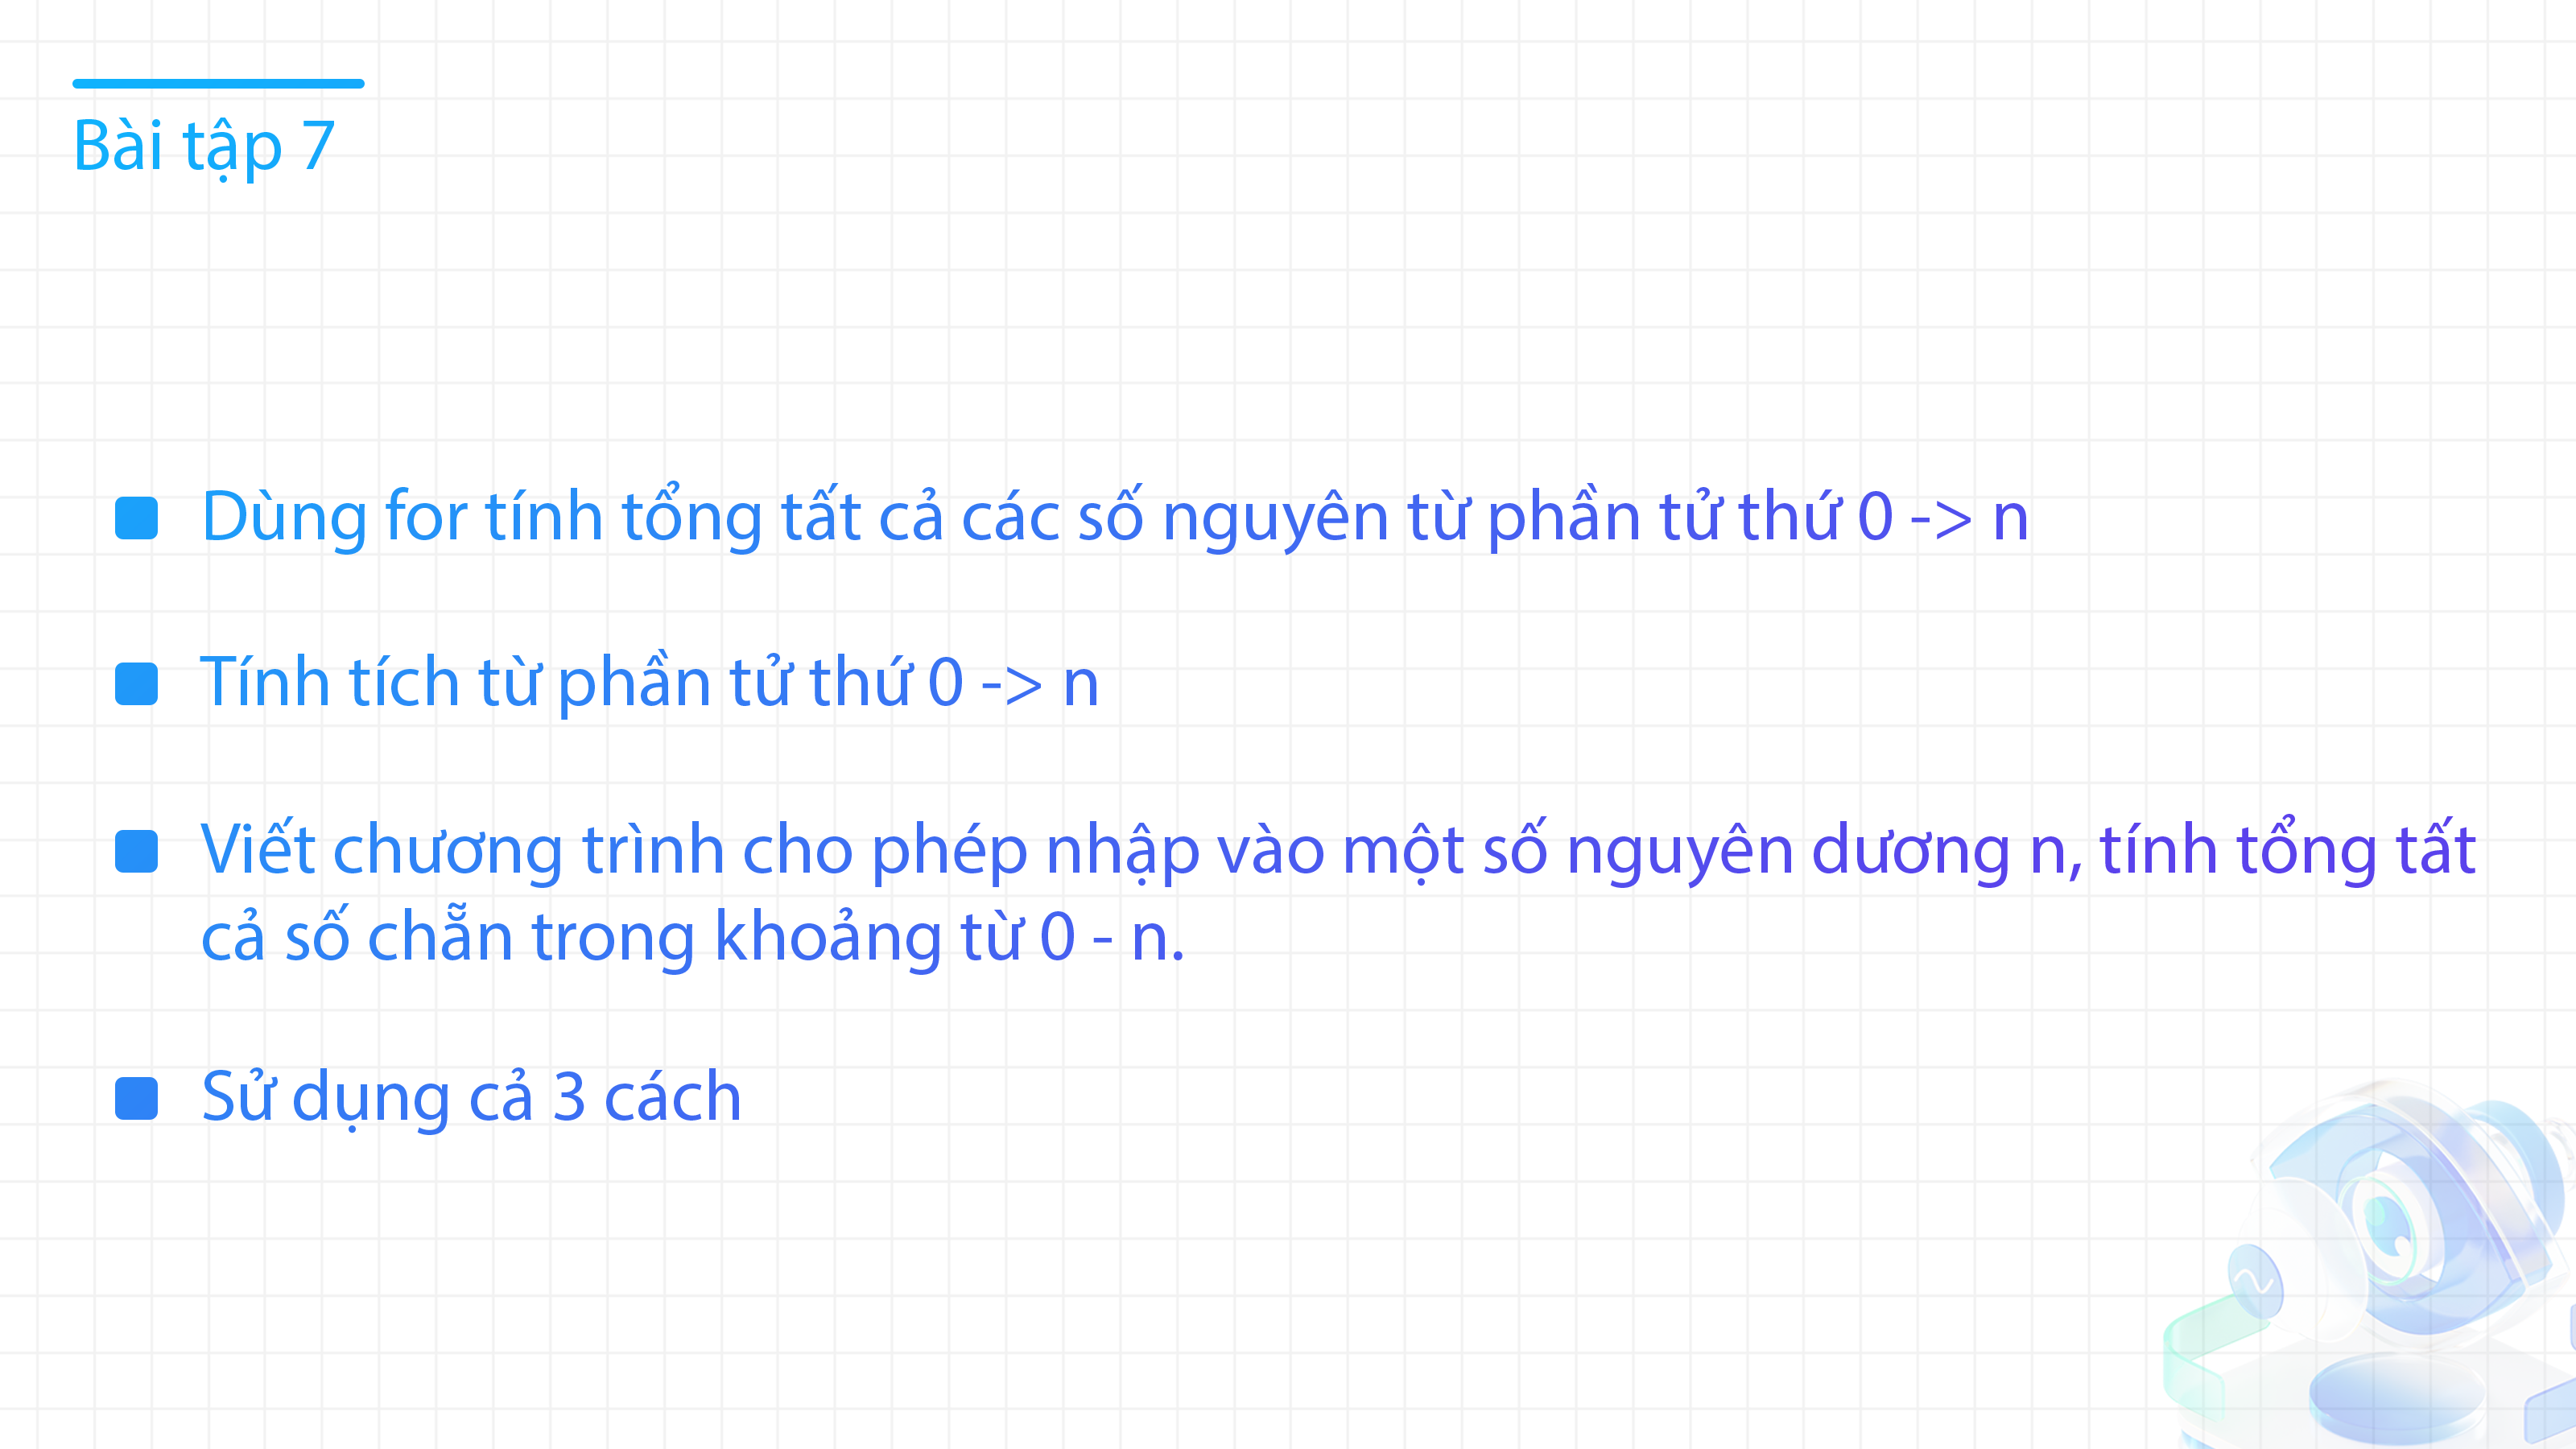 Bài tập 7
Dùng for tính tổng tất cả các số nguyên từ phần tử thứ 0 -> n
Tính tích từ phần tử thứ 0 -> n
Viết chương trình cho phép nhập vào một số nguyên dương n, tính tổng tất
cả số chẵn trong khoảng từ 0 - n.
Sử dụng cả 3 cách